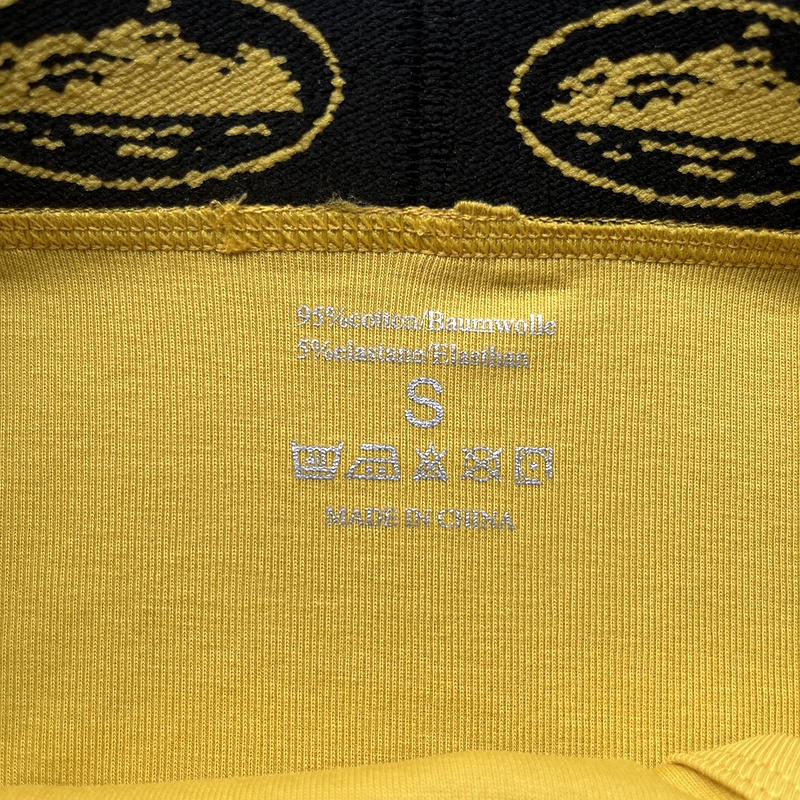 95%cotton/Baumwolle
5%elastane/Elasthan
S
MADE IN CHINA